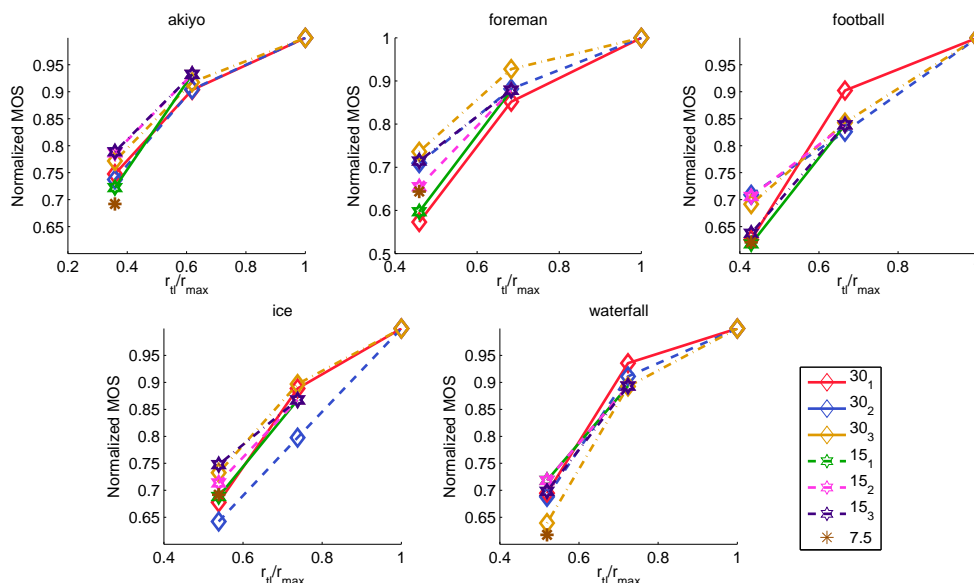 akiyo
foreman
football
0.95
0.9
0.85
0.8
0.75
0.7
0.65
Normalized MOS
0.2 0.4 0.6 0.8 1
r_tl/r_max
1
0.9
0.8
0.7
0.6
0.5
Normalized MOS
0.4 0.6 0.8 1
r_tl/r_max
0.95
0.9
0.85
0.8
0.75
0.7
0.65
Normalized MOS
0.4 0.6 0.8 1
r_tl/r_max
ice
waterfall
0.95
0.9
0.85
0.8
0.75
0.7
0.65
Normalized MOS
0.4 0.6 0.8 1
r_tl/r_max
0.95
0.9
0.85
0.8
0.75
0.7
0.65
Normalized MOS
0.4 0.6 0.8 1
r_tl/r_max
30_1
30_2
30_3
15_1
15_2
15_3
7.5